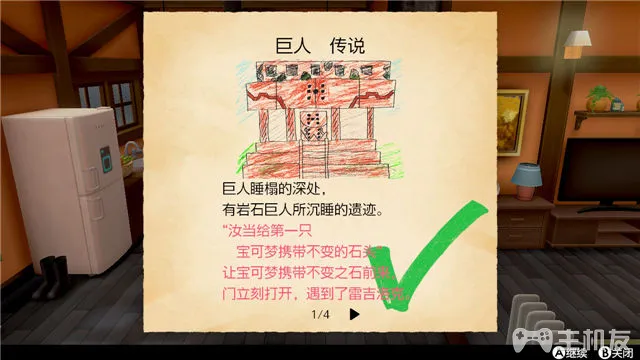 巨人 传说
巨人睡榻的深处，
有岩石巨人所沉睡的遗迹。
“汝当给第一只
宝可梦携带不变的石头”
让宝可梦携带不变之石前
门立刻打开，遇到了雷吉洛克。
1/4
A继续 B关闭
主机友